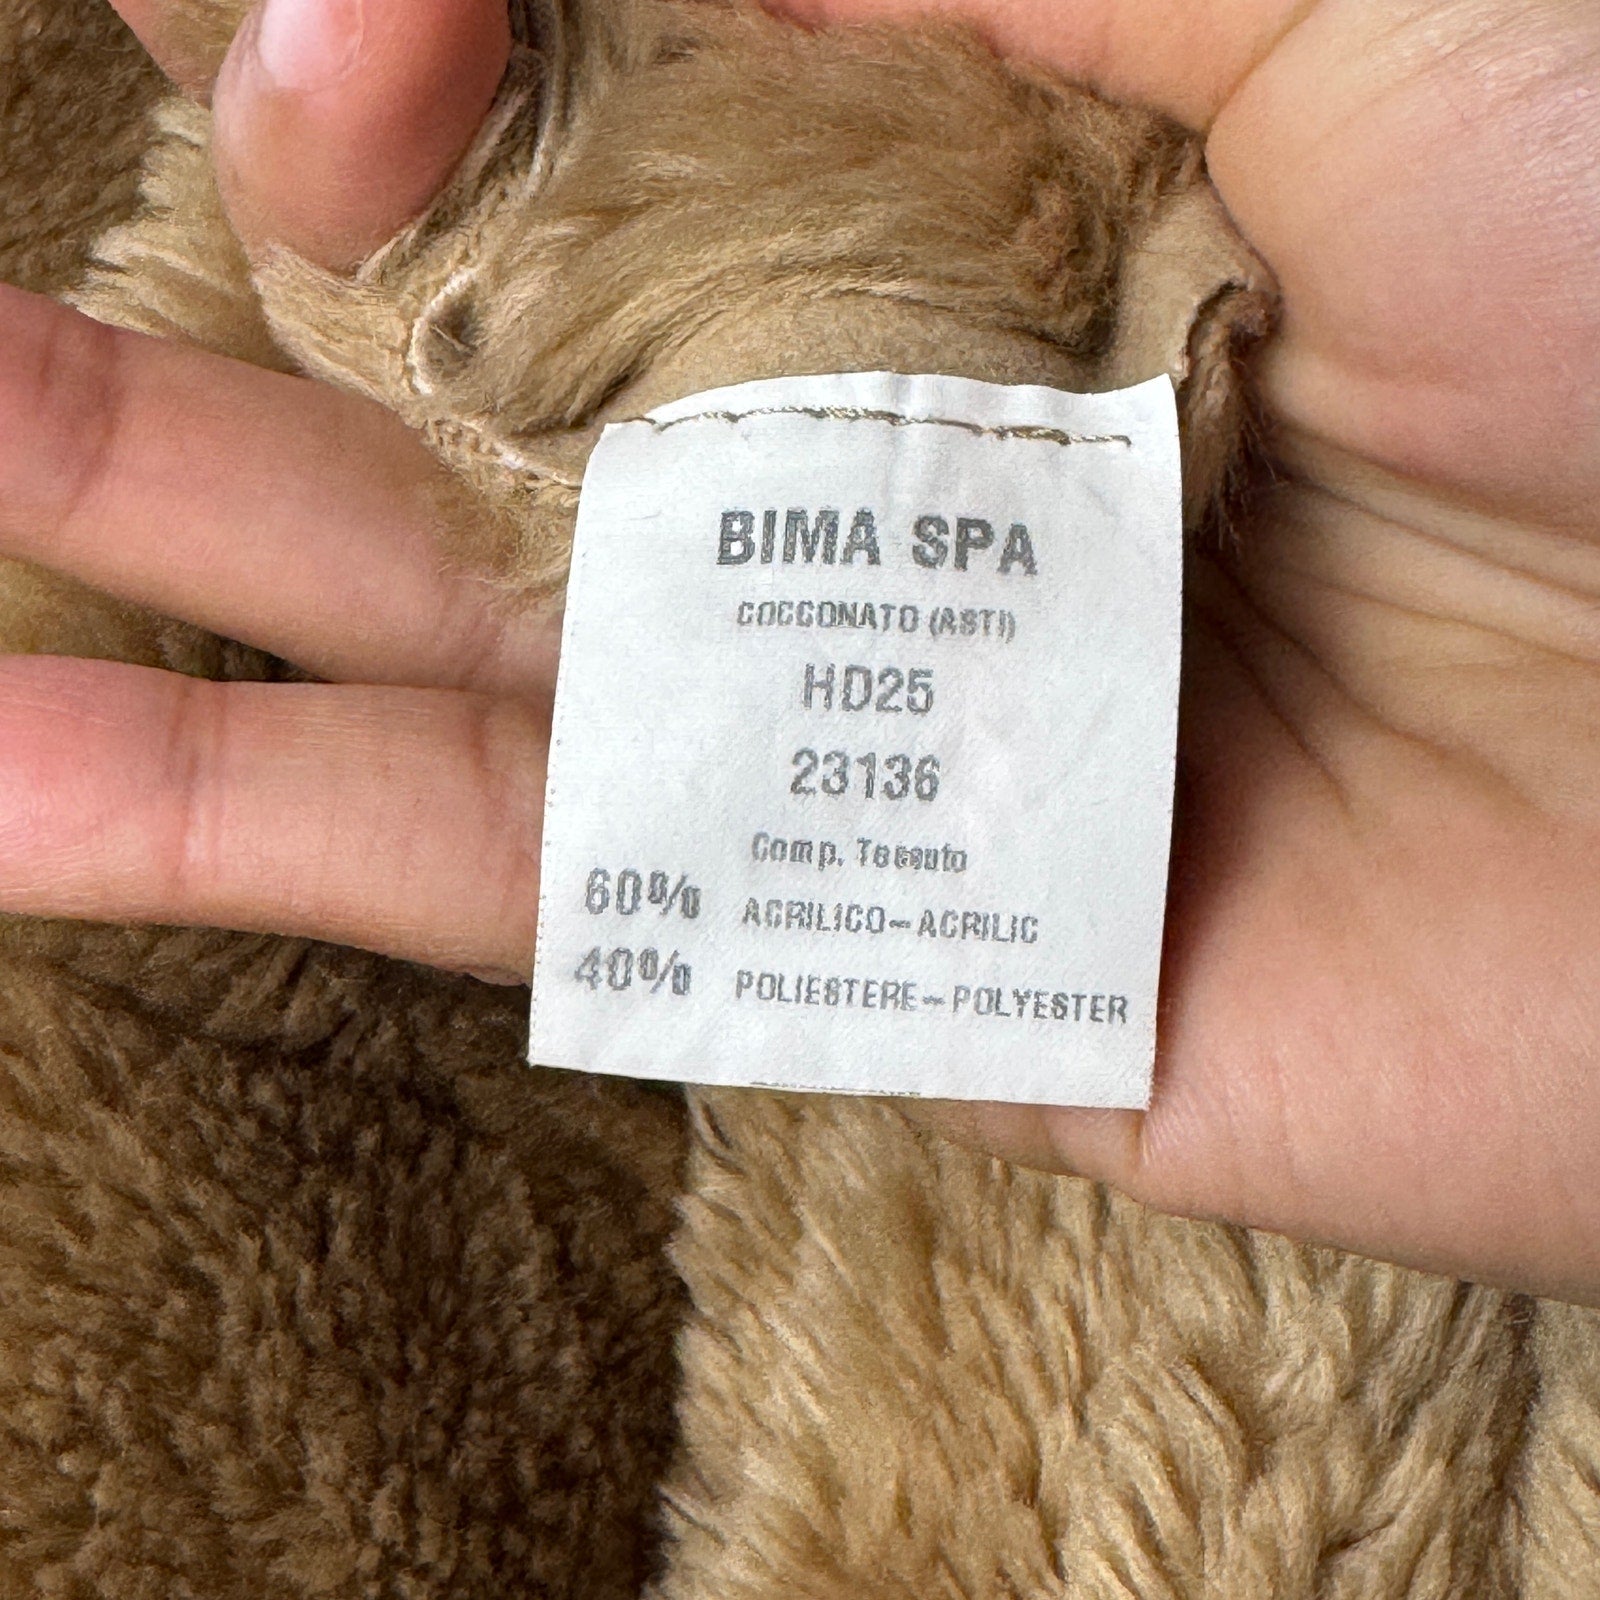 BIMA SPA
COCCONATO (ASTI)
HD25
23136
Comp. Tessuto
60% ACRILICO-ACRILIC
40% POLIESTERE-POLYESTER